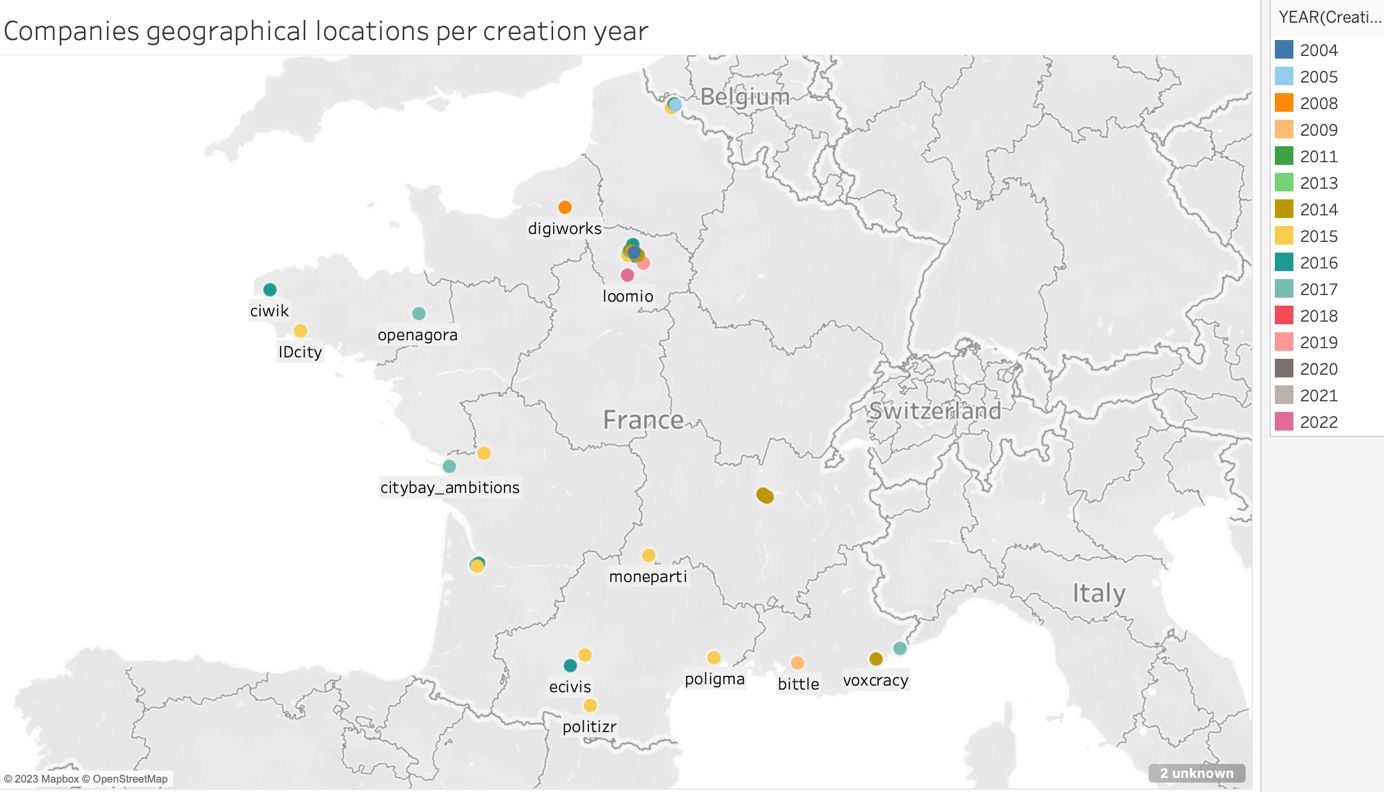 Companies geographical locations per creation year
YEAR(Creati...
2004
2005
2008
2009
2011
2013
2014
2015
2016
2017
2018
2019
2020
2021
2022
Belgium
digiworks
loomio
ciwik
openagora
IDcity
France
Switzerland
citybay_ambitions
moneparti
Italy
ecivis
poligma
bittle
voxcracy
politizr
© 2023 Mapbox © OpenStreetMap
2 unknown